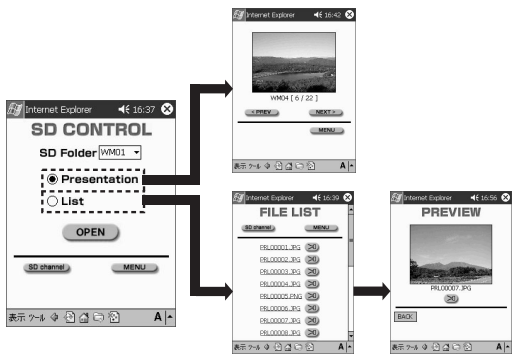 Internet Explorer 16:37
SD CONTROL
SD Folder WM01
Presentation
List
OPEN
SD channel MENU
表示 ツール A
Internet Explorer 16:42
WM04 [ 6 / 22 ]
< PREV NEXT >
MENU
表示 ツール A
Internet Explorer 16:39
FILE LIST
SD channel MENU
PRL00001.JPG
PRL00002.JPG
PRL00003.JPG
PRL00004.JPG
PRL00005.PNG
PRL00006.JPG
PRL00007.JPG
PRL00008.JPG
表示 ツール A
Internet Explorer 16:56
PREVIEW
PRL00007.JPG
BACK
表示 ツール A